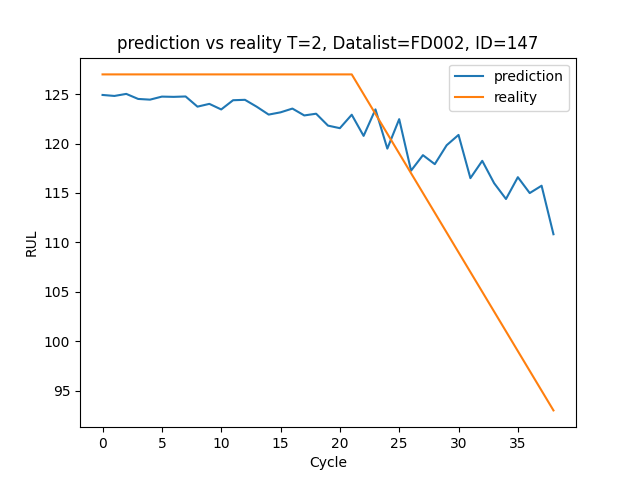 prediction vs reality T=2, Datalist=FD002, ID=147
prediction
reality
125
120
115
110
105
100
95
RUL
0 5 10 15 20 25 30 35
Cycle